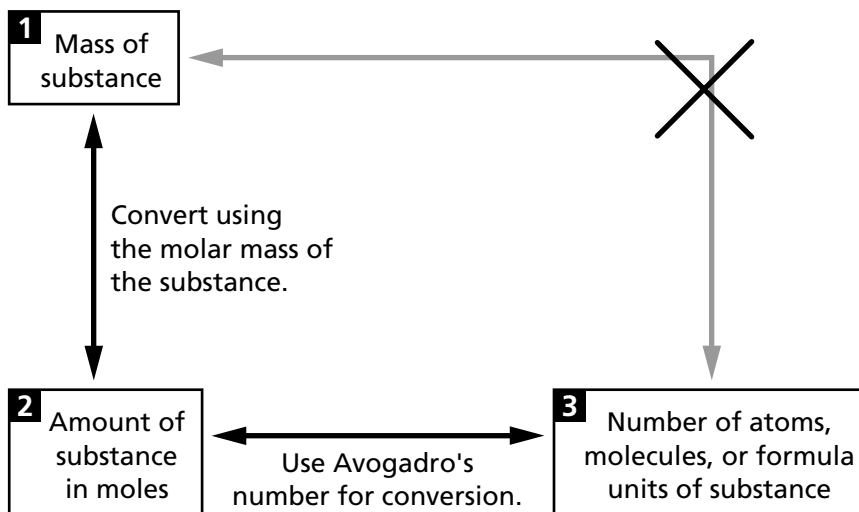 1
Mass of
substance
Convert using
the molar mass of
the substance.
2
Amount of
substance
in moles
Use Avogadro's
number for conversion.
3
Number of atoms,
molecules, or formula
units of substance